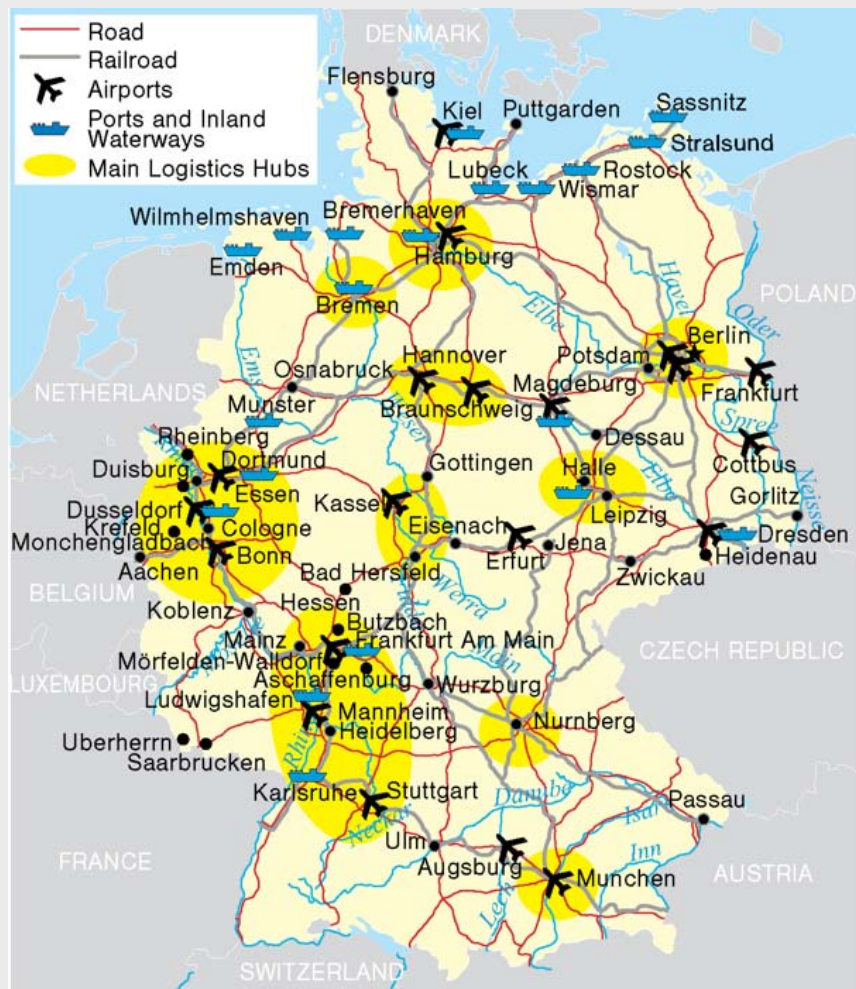 Road
Railroad
Airports
Ports and Inland
Waterways
Main Logistics Hubs
DENMARK
Flensburg
Kiel
Puttgarden
Sassnitz
Stralsund
Lubeck
Rostock
Wismar
Wilmhelmshaven
Bremerhaven
Emden
Hamburg
Bremen
Elbe
Havel
Oder
POLAND
Berlin
Potsdam
Frankfurt
Osnabruck
Hannover
Magdeburg
Ems
NETHERLANDS
Munster
Braunschweig
Weser
Spree
Rheinberg
Dessau
Cottbus
Duisburg
Dortmund
Gottingen
Halle
Elbe
Neisse
Essen
Kassel
Gorlitz
Dusseldorf
Leipzig
Krefeld
Cologne
Eisenach
Dresden
Monchengladbach
Bonn
Erfurt
Jena
Heidenau
Aachen
Bad Hersfeld
Zwickau
BELGIUM
Werra
Hessen
Koblenz
Butzbach
Mainz
Frankfurt Am Main
Main
CZECH REPUBLIC
Mörfelden-Walldorf
Aschaffenburg
LUXEMBOURG
Wurzburg
Ludwigshafen
Mannheim
Nurnberg
Heidelberg
Uberherrn
Rhine
Saarbrucken
Karlsruhe
Stuttgart
Danube
Isar
Passau
Neckar
Ulm
Inn
FRANCE
Augsburg
AUSTRIA
Munchen
Lech
SWITZERLAND